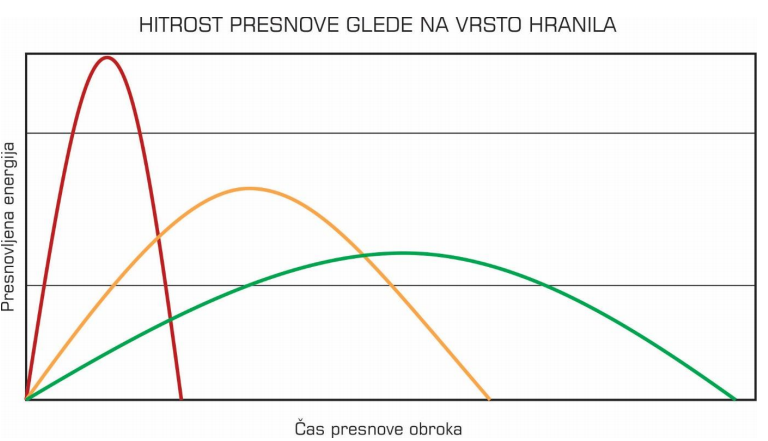 HITROST PRESNOVE GLEDE NA VRSTO HRANILA
Presnovljena energija
Čas presnove obroka